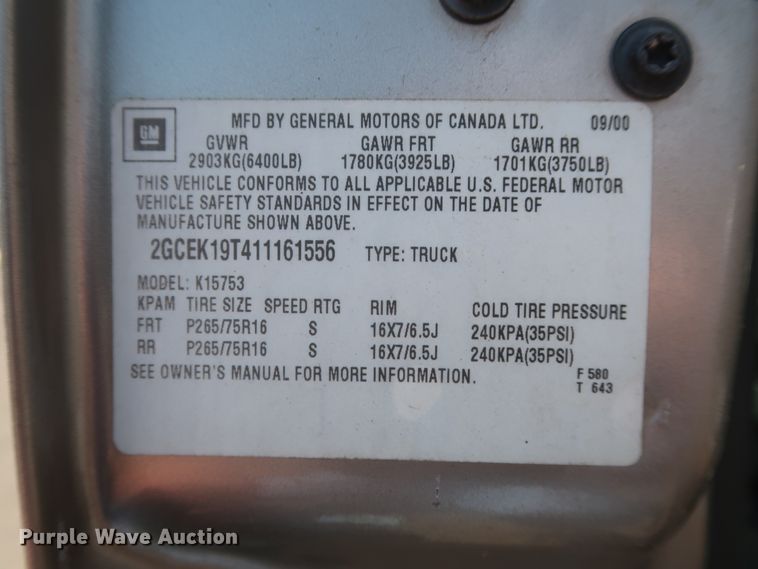 GM
MFD BY GENERAL MOTORS OF CANADA LTD. 09/00
GVWR GAWR FRT GAWR RR
2903KG(6400LB) 1780KG(3925LB) 1701KG(3750LB)
THIS VEHICLE CONFORMS TO ALL APPLICABLE U.S. FEDERAL MOTOR
VEHICLE SAFETY STANDARDS IN EFFECT ON THE DATE OF
MANUFACTURE SHOWN ABOVE.
2GCEK19T411161556 TYPE: TRUCK
MODEL: K15753
KPAM TIRE SIZE SPEED RTG RIM COLD TIRE PRESSURE
FRT P265/75R16 S 16X7/6.5J 240KPA(35PSI)
RR P265/75R16 S 16X7/6.5J 240KPA(35PSI)
SEE OWNER'S MANUAL FOR MORE INFORMATION. F 580
T 643
Purple Wave Auction